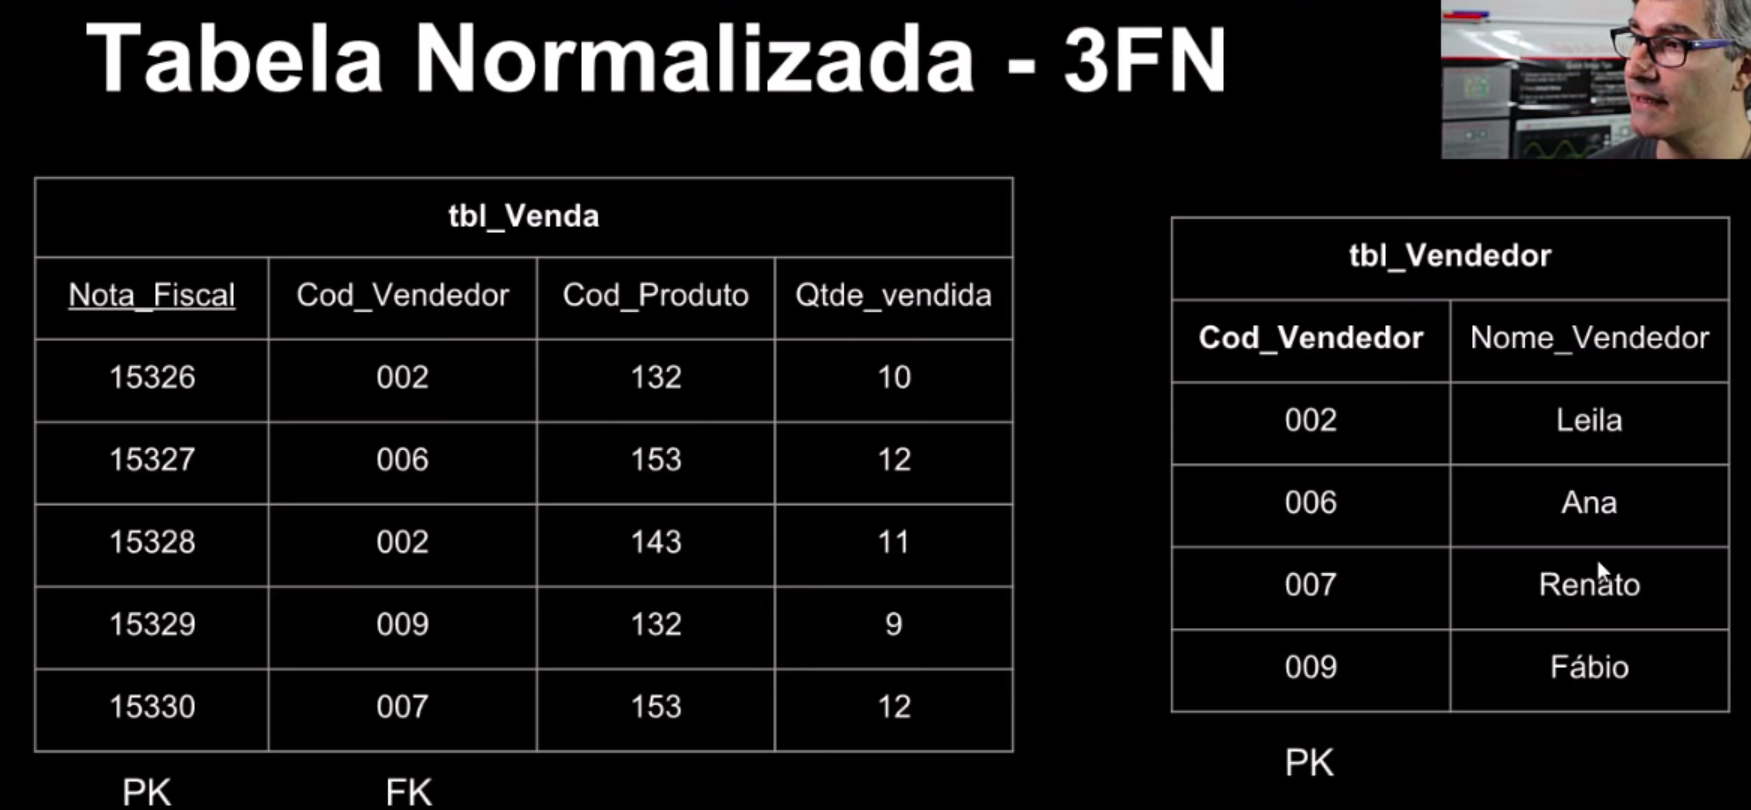 Tabela Normalizada - 3FN
tbl_Venda
Nota_Fiscal Cod_Vendedor Cod_Produto Qtde_vendida
15326 002 132 10
15327 006 153 12
15328 002 143 11
15329 009 132 9
15330 007 153 12
PK FK
tbl_Vendedor
Cod_Vendedor Nome_Vendedor
002 Leila
006 Ana
007 Renato
009 Fábio
PK